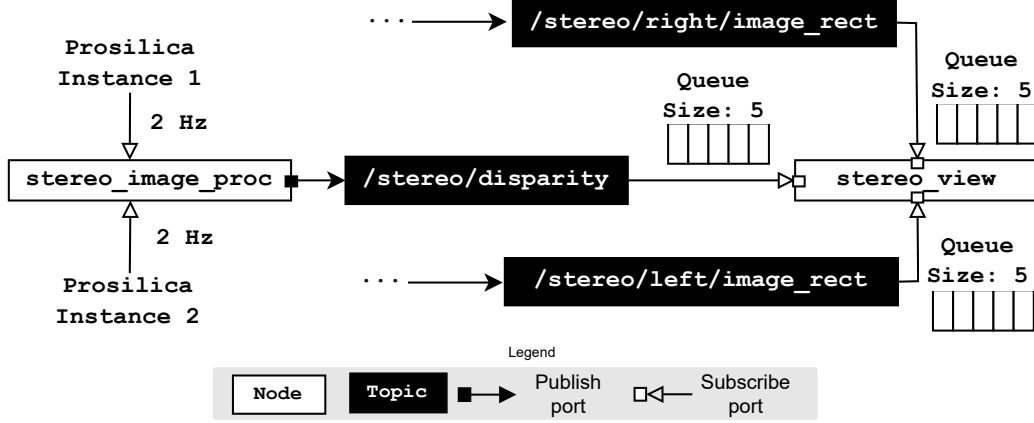 . . .
/stereo/right/image_rect
Prosilica
Instance 1
Queue
Size: 5
Queue
Size: 5
2 Hz
stereo_image_proc
/stereo/disparity
stereo_view
2 Hz
Queue
Size: 5
. . .
/stereo/left/image_rect
Prosilica
Instance 2
Legend
Node
Topic
Publish
port
Subscribe
port